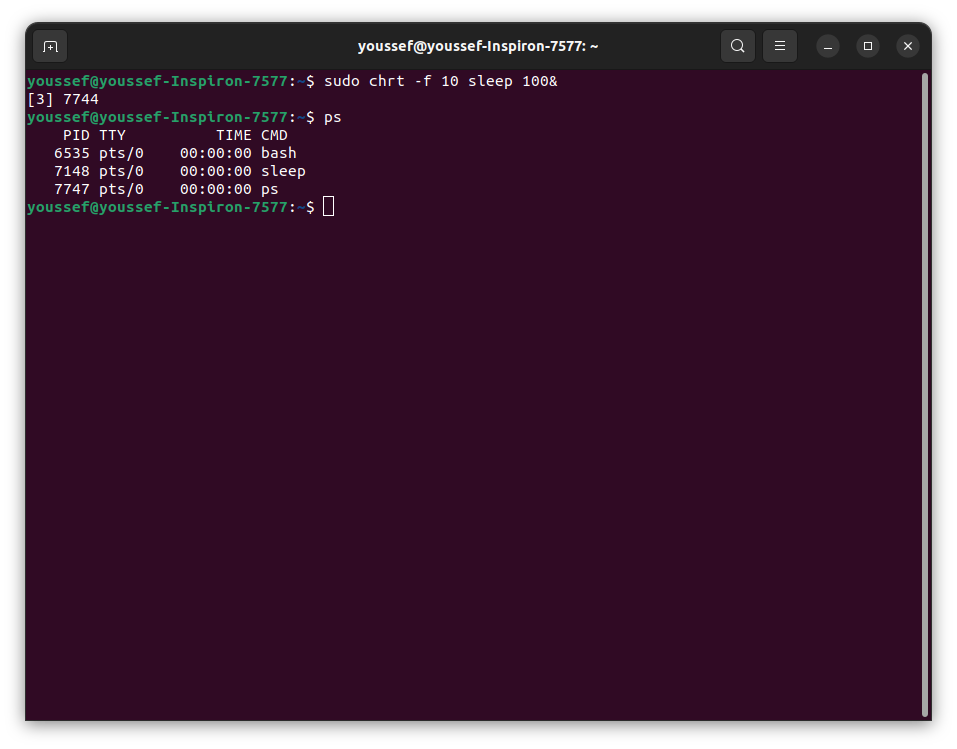 youssef@youssef-Inspiron-7577: ~
youssef@youssef-Inspiron-7577:~$ sudo chrt -f 10 sleep 100&
[3] 7744
youssef@youssef-Inspiron-7577:~$ ps
    PID TTY          TIME CMD
   6535 pts/0    00:00:00 bash
   7148 pts/0    00:00:00 sleep
   7747 pts/0    00:00:00 ps
youssef@youssef-Inspiron-7577:~$